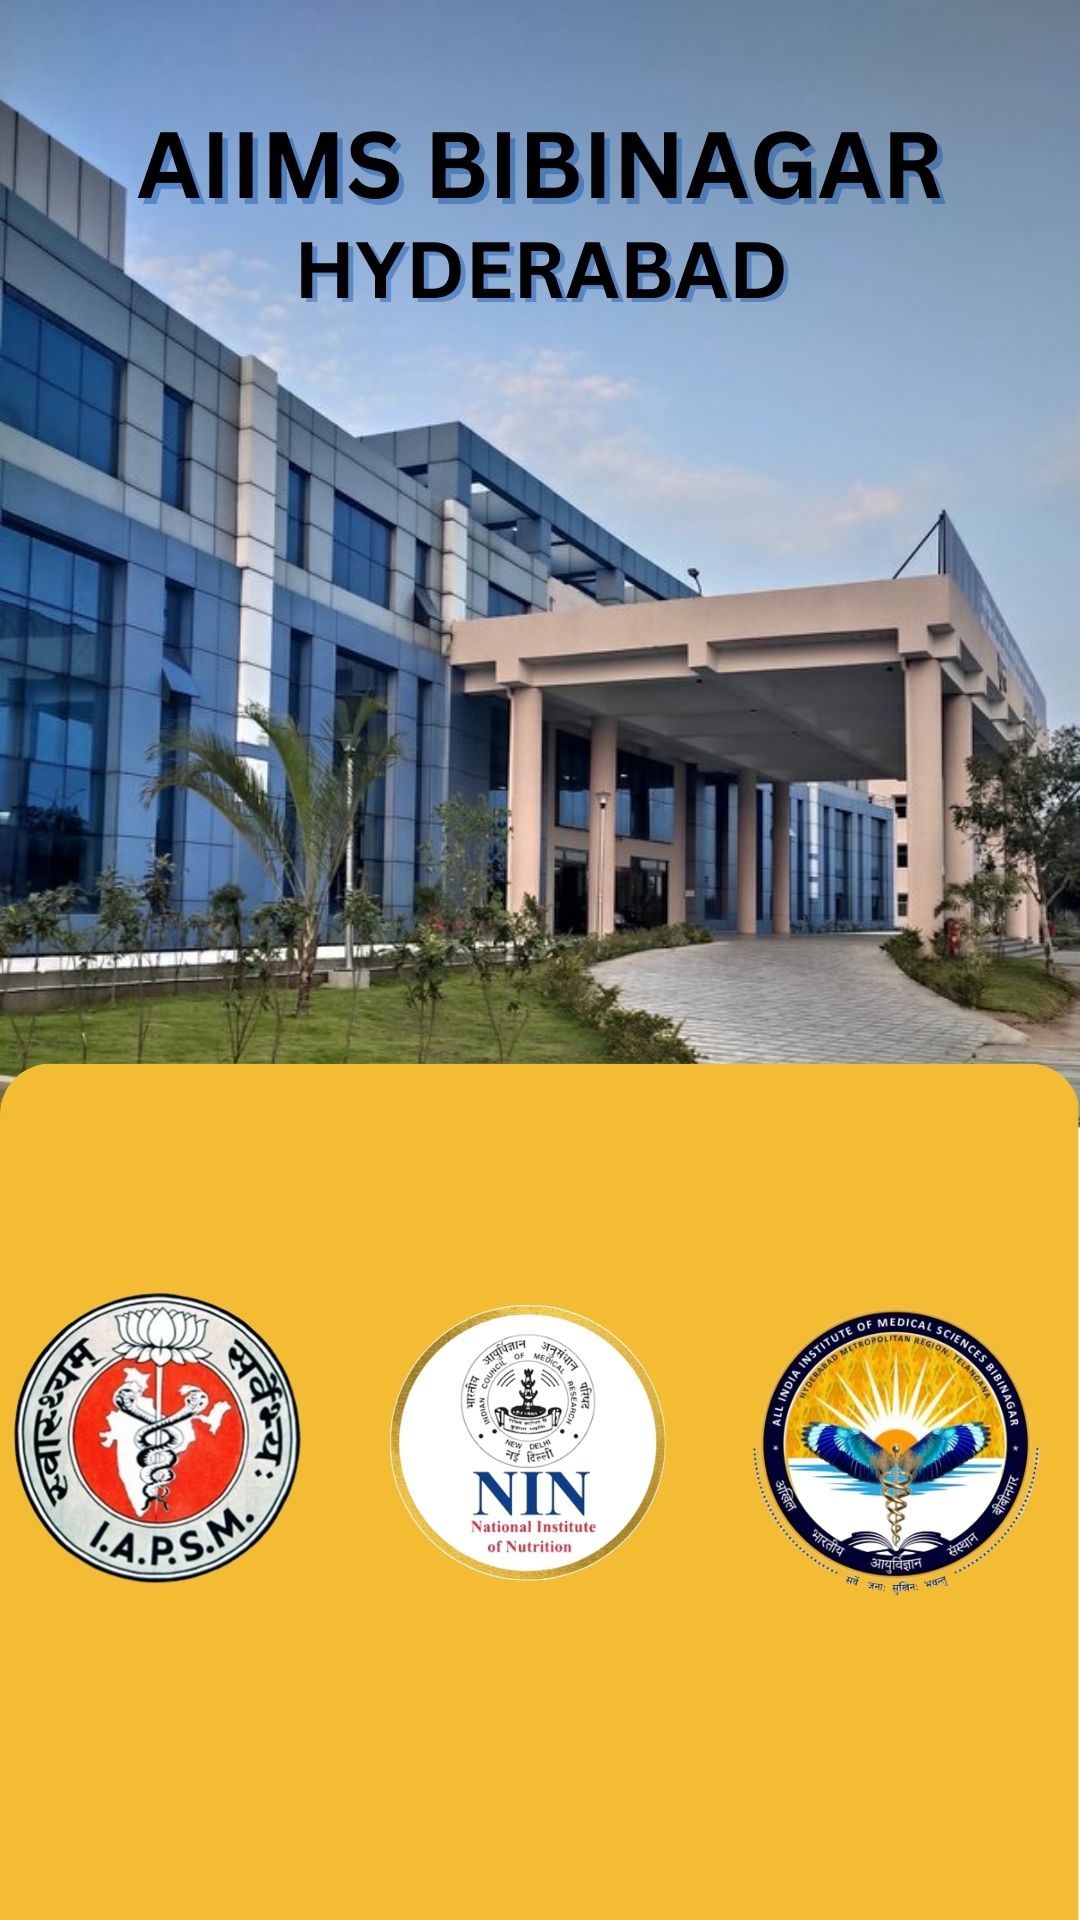 AIIMS BIBINAGAR
HYDERABAD
स्वास्थ्यम् सर्वेभ्यः
I.A.P.S.M.
भारतीय आयुर्विज्ञान अनुसंधान परिषद
INDIAN COUNCIL OF MEDICAL RESEARCH
NEW DELHI
नई दिल्ली
NIN
National Institute
of Nutrition
ALL INDIA INSTITUTE OF MEDICAL SCIENCES BIBINAGAR
HYDERABAD METROPOLITAN REGION, TELANGANA
अखिल भारतीय आयुर्विज्ञान संस्थान बीबीनगर
सर्वे जनाः सुखिनः भवन्तु